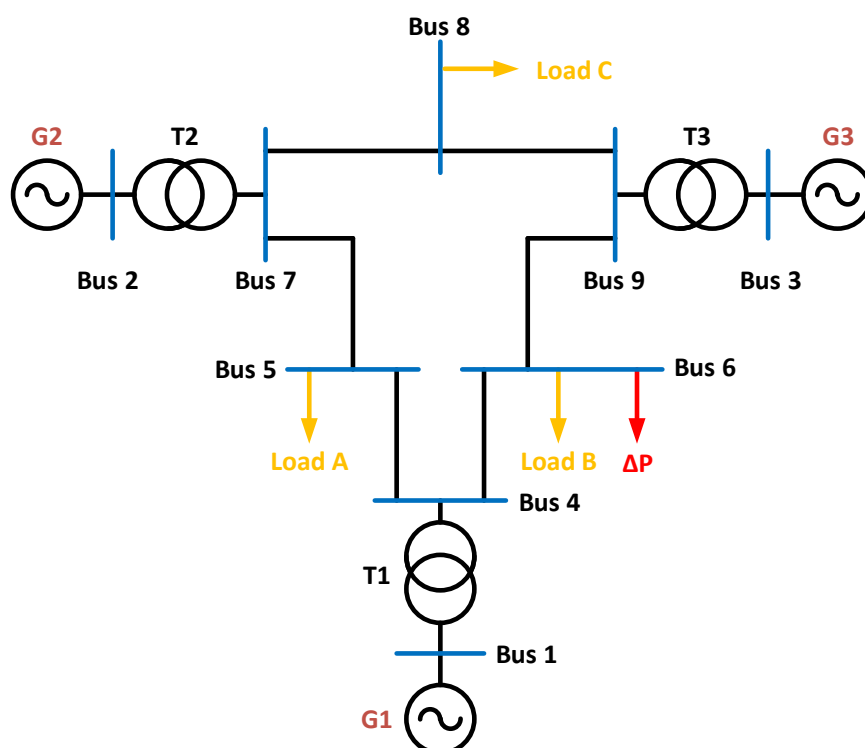 Bus 8
Load C
G2
T2
T3
G3
Bus 2
Bus 7
Bus 9
Bus 3
Bus 5
Bus 6
Load A
Load B
ΔP
Bus 4
T1
Bus 1
G1